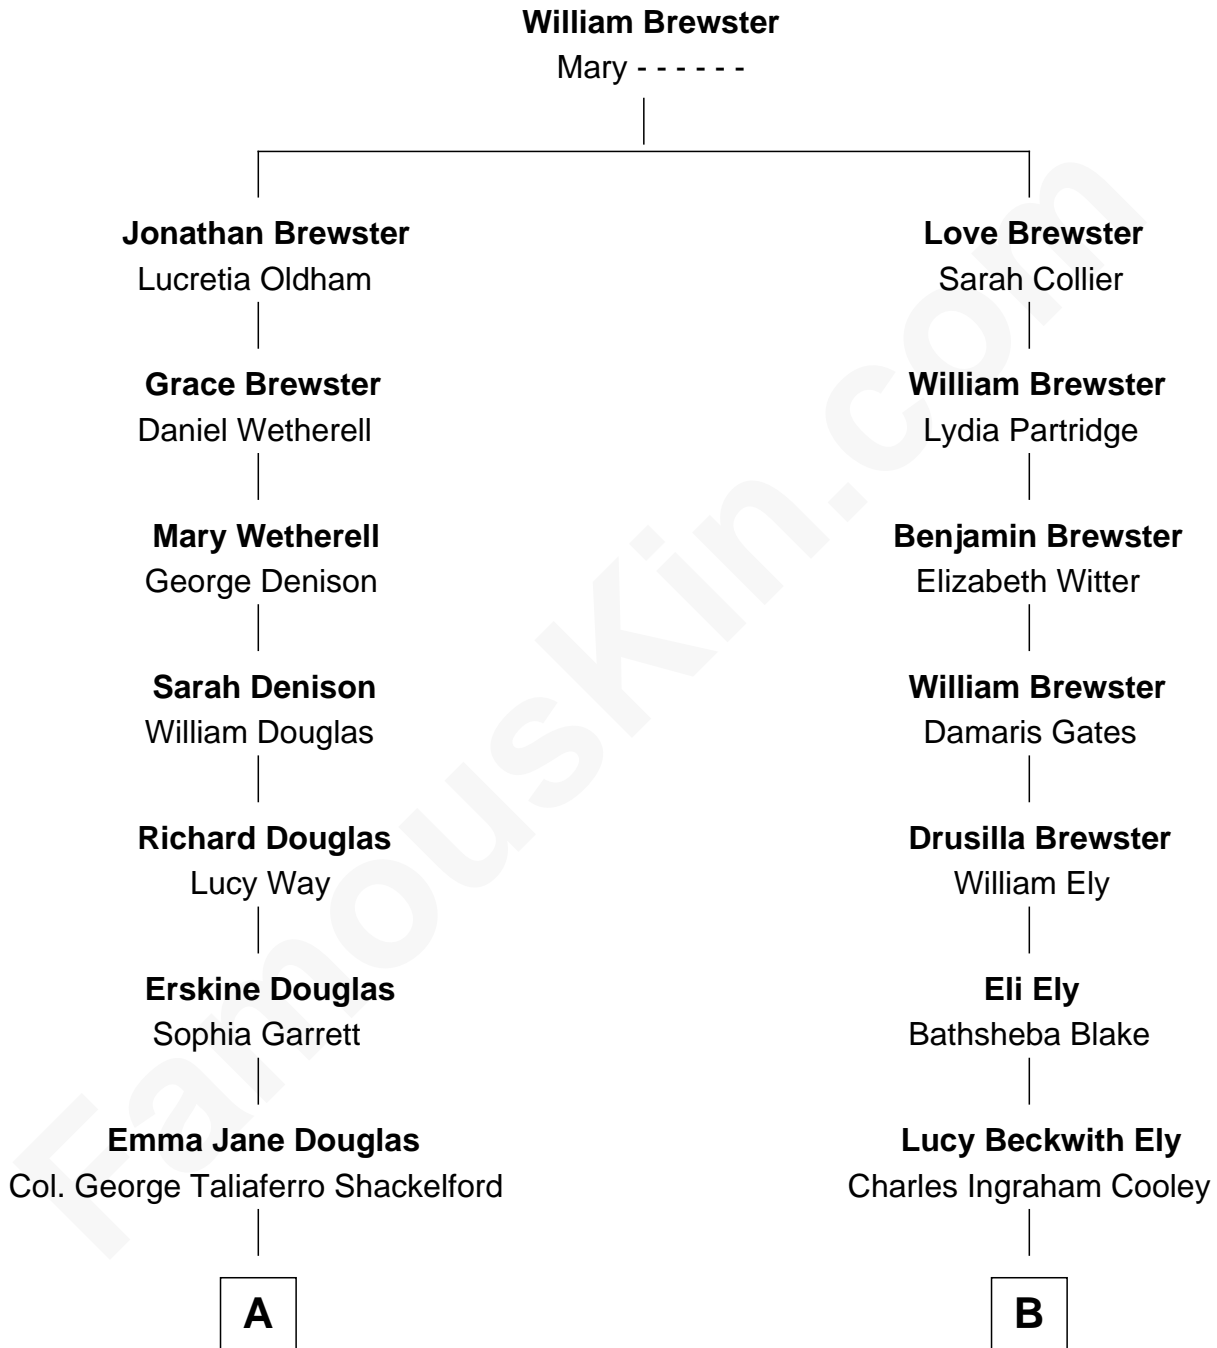 William Brewster
Mary - - - - - -
Jonathan Brewster
Lucretia Oldham
Love Brewster
Sarah Collier
Grace Brewster
Daniel Wetherell
William Brewster
Lydia Partridge
Mary Wetherell
George Denison
Benjamin Brewster
Elizabeth Witter
Sarah Denison
William Douglas
William Brewster
Damaris Gates
Richard Douglas
Lucy Way
Drusilla Brewster
William Ely
Erskine Douglas
Sophia Garrett
Eli Ely
Bathsheba Blake
Emma Jane Douglas
Col. George Taliaferro Shackelford
Lucy Beckwith Ely
Charles Ingraham Cooley
A
B
FamousKin.com